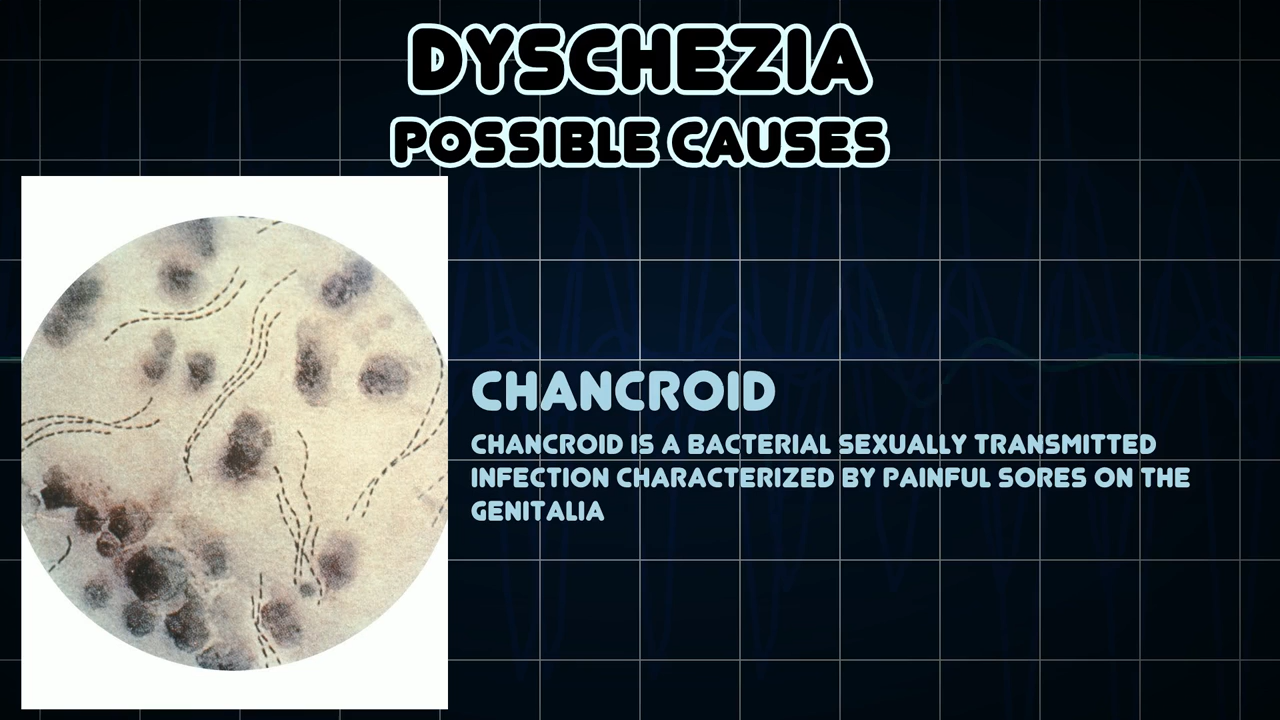 DYSCHEZIA
POSSIBLE CAUSES
CHANCROID
CHANCROID IS A BACTERIAL SEXUALLY TRANSMITTED
INFECTION CHARACTERIZED BY PAINFUL SORES ON THE
GENITALIA